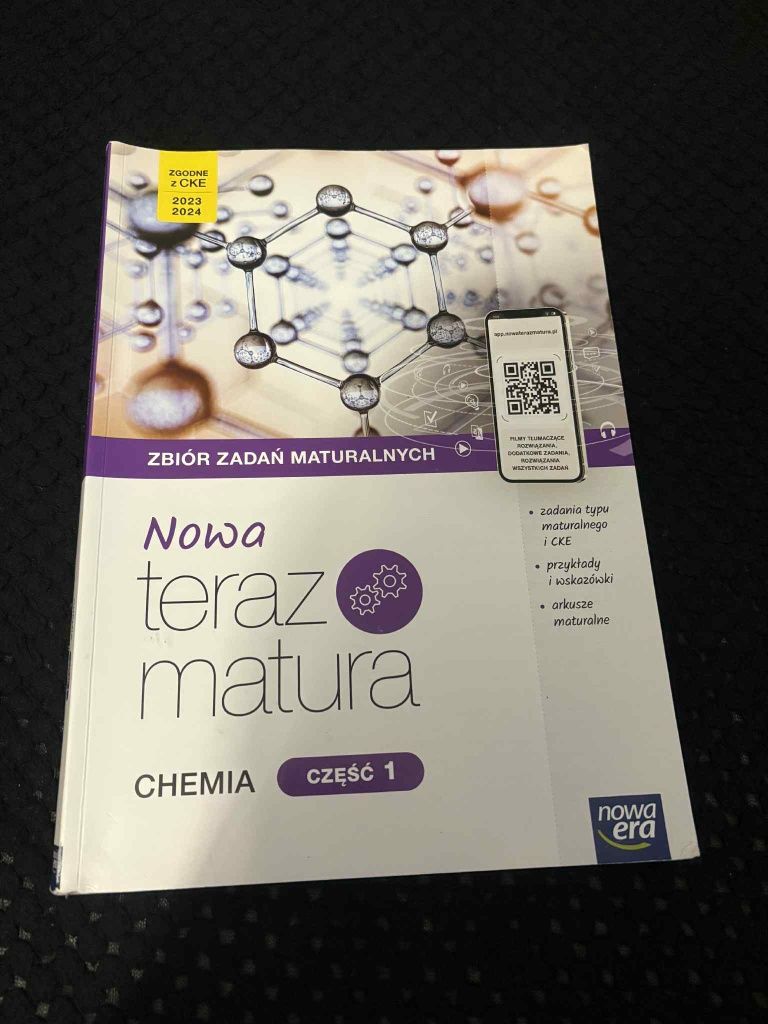 ZGODNE
z CKE
2023
2024
app.nowaterazmatura.pl
FILMY TŁUMACZĄCE
ROZWIĄZANIA,
DODATKOWE ZADANIA,
ROZWIĄZANIA
WSZYSTKICH ZADAŃ
ZBIÓR ZADAŃ MATURALNYCH
• zadania typu
maturalnego
i CKE
• przykłady
i wskazówki
• arkusze
maturalne
Nowa
teraz
matura
CHEMIA CZĘŚĆ 1
nowa
era